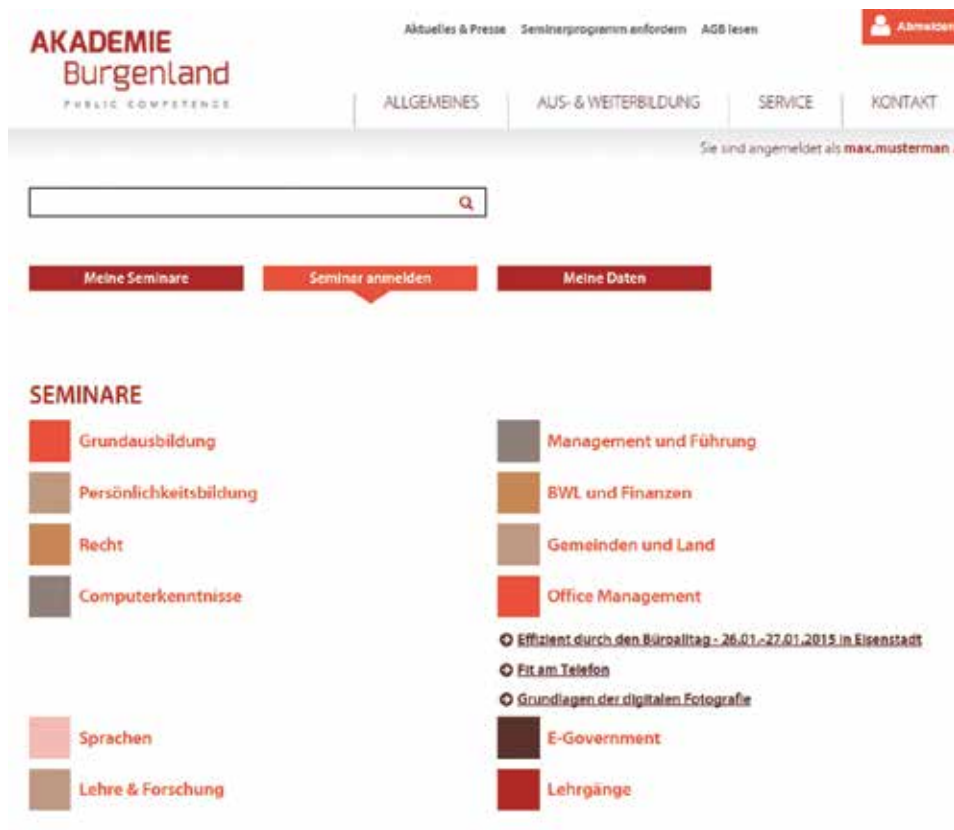 AKADEMIE
Burgenland
PUBLIC COMPETENCE
Aktuelles & Presse Seminarprogramm anfordern AGB lesen Abmelden
ALLGEMEINES AUS- & WEITERBILDUNG SERVICE KONTAKT
Sie sind angemeldet als max.musterman
Meine Seminare Seminar anmelden Meine Daten
SEMINARE
Grundausbildung
Management und Führung
Persönlichkeitsbildung
BWL und Finanzen
Recht
Gemeinden und Land
Computerkenntnisse
Office Management
Effizient durch den Büroalltag - 26.01.-27.01.2015 in Eisenstadt
Fit am Telefon
Grundlagen der digitalen Fotografie
Sprachen
E-Government
Lehre & Forschung
Lehrgänge